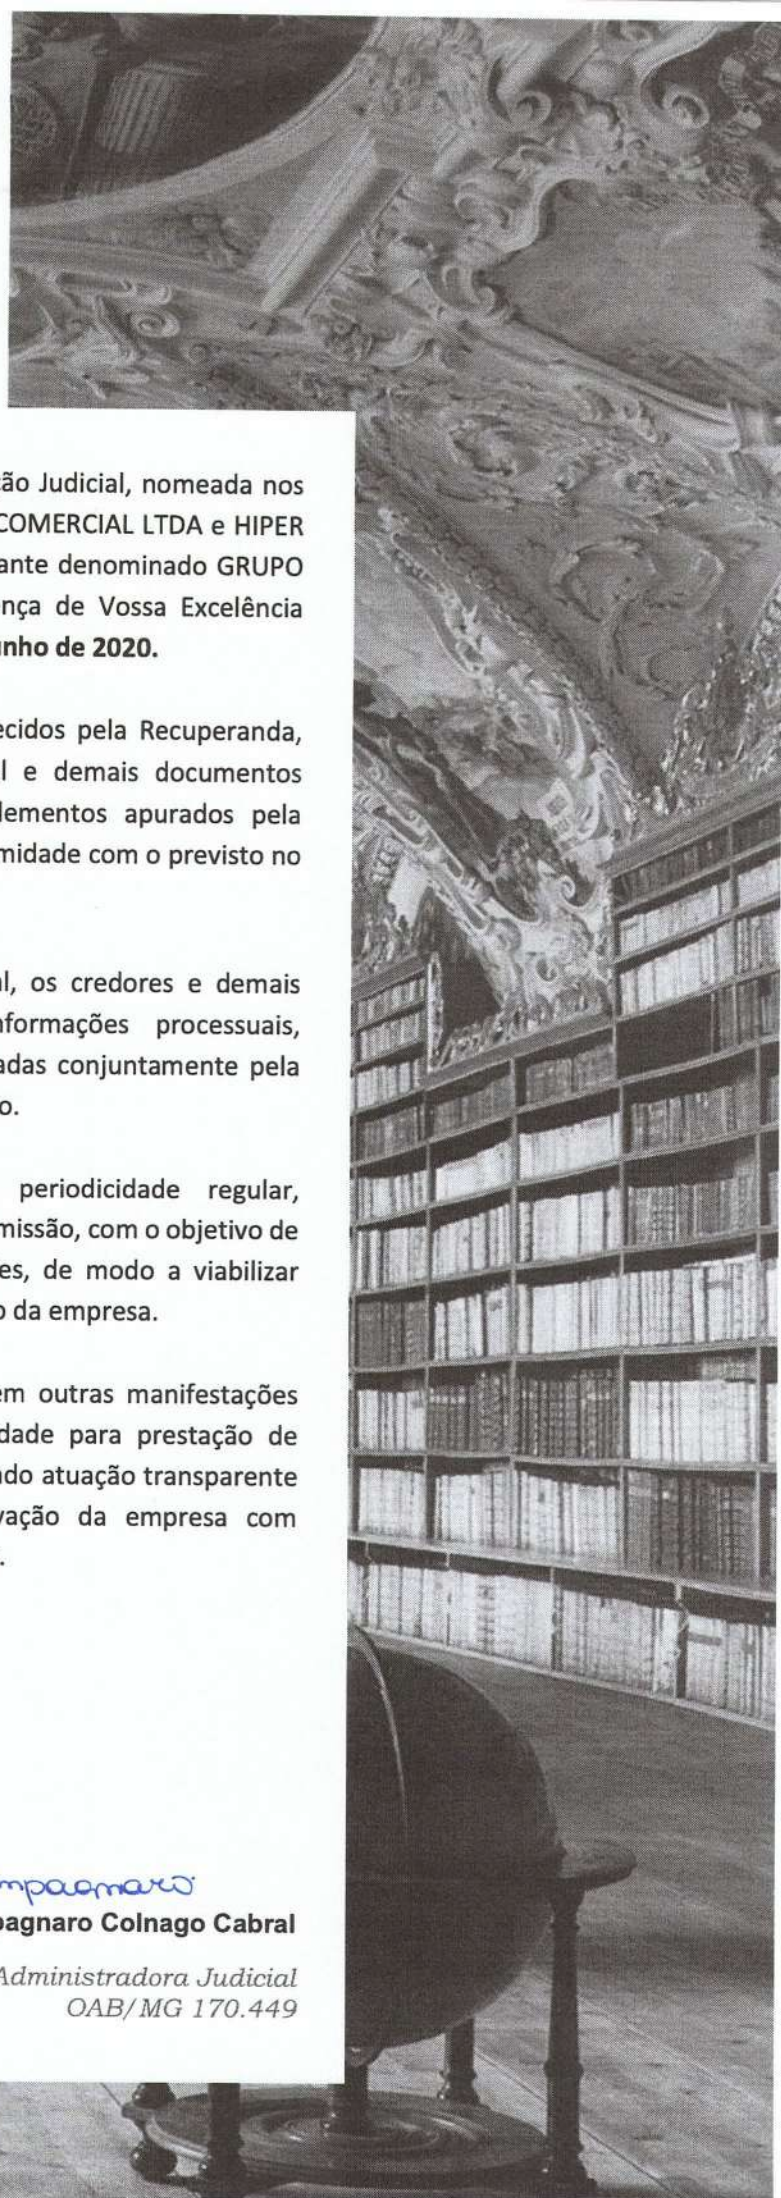 ão Judicial, nomeada nos
COMERCIAL LTDA e HIPER
ante denominado GRUPO
ença de Vossa Excelência
unho de 2020.
ecidos pela Recuperanda,
l e demais documentos
lementos apurados pela
midade com o previsto no
al, os credores e demais
nformações processuais,
adas conjuntamente pela
o.
periodicidade regular,
missão, com o objetivo de
es, de modo a viabilizar
o da empresa.
em outras manifestações
dade para prestação de
ndo atuação transparente
vação da empresa com
.
mpagnaro
pagnaro Colnago Cabral
Administradora Judicial
OAB/MG 170.449